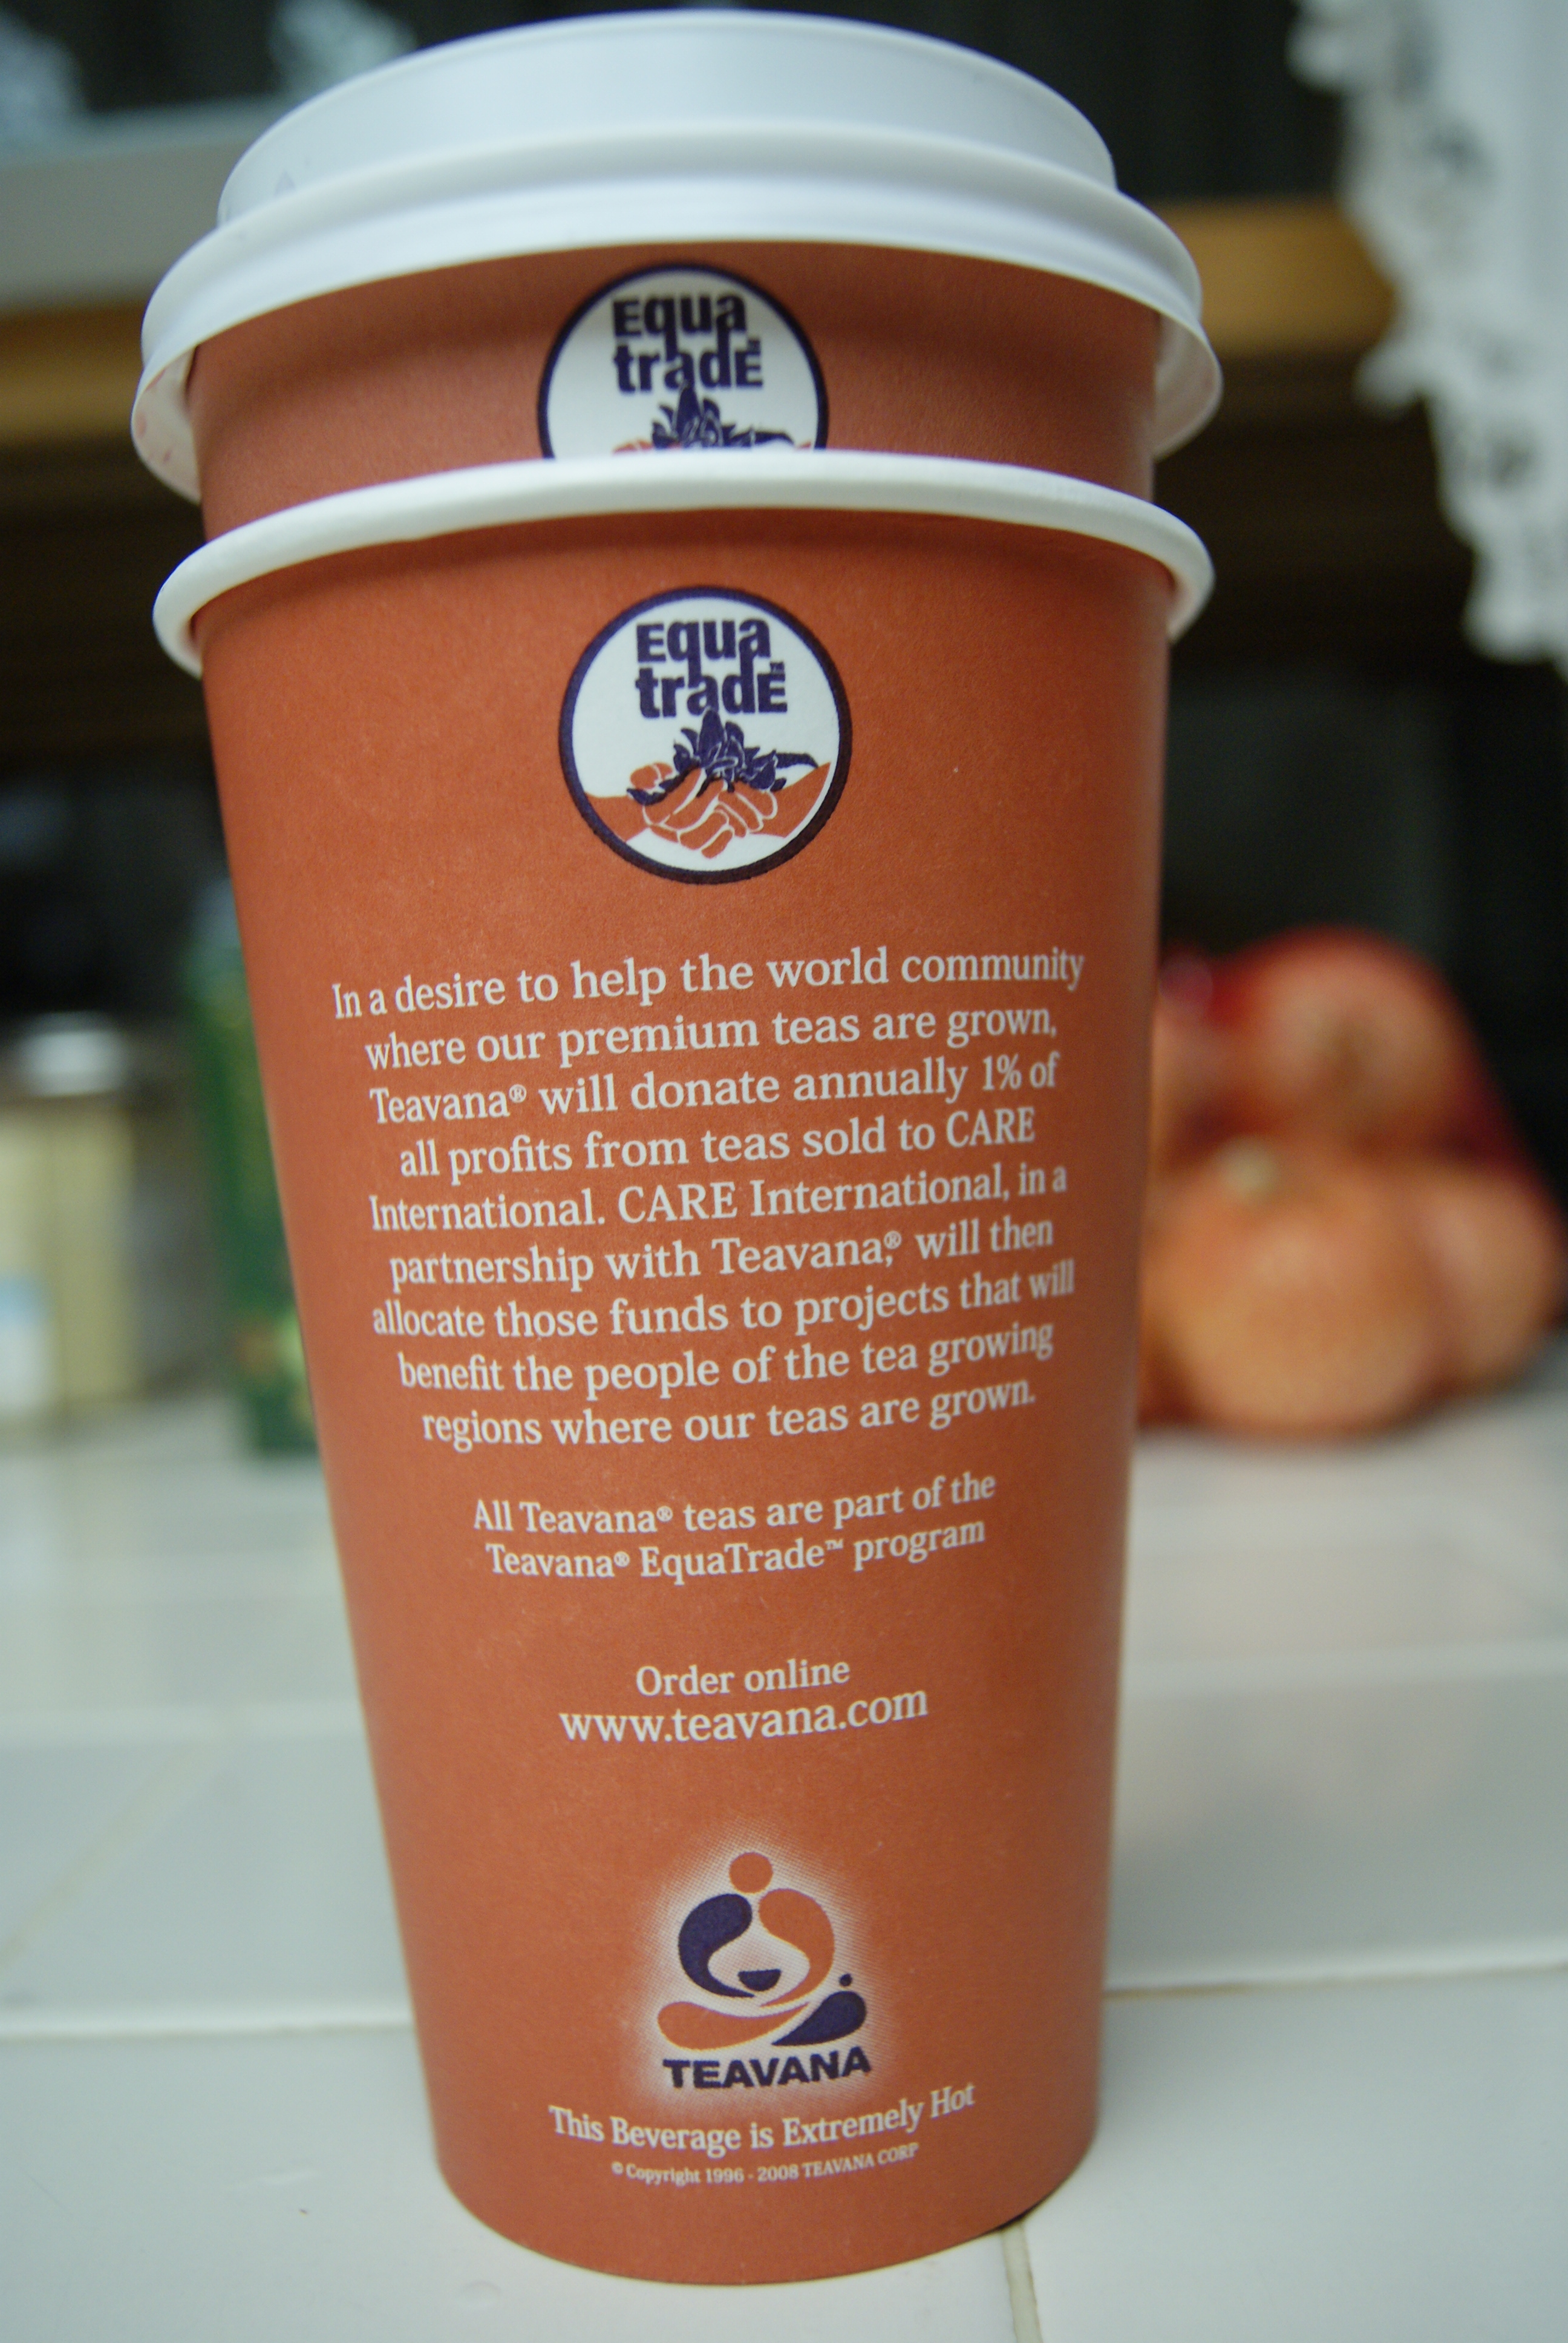 Equa
tradE
Equa
tradE™
In a desire to help the world community
where our premium teas are grown,
Teavana® will donate annually 1% of
all profits from teas sold to CARE
International. CARE International, in a
partnership with Teavana,® will then
allocate those funds to projects that will
benefit the people of the tea growing
regions where our teas are grown.
All Teavana® teas are part of the
Teavana® EquaTrade™ program
Order online
www.teavana.com
TEAVANA
This Beverage is Extremely Hot
© Copyright 1996 - 2008 TEAVANA CORP